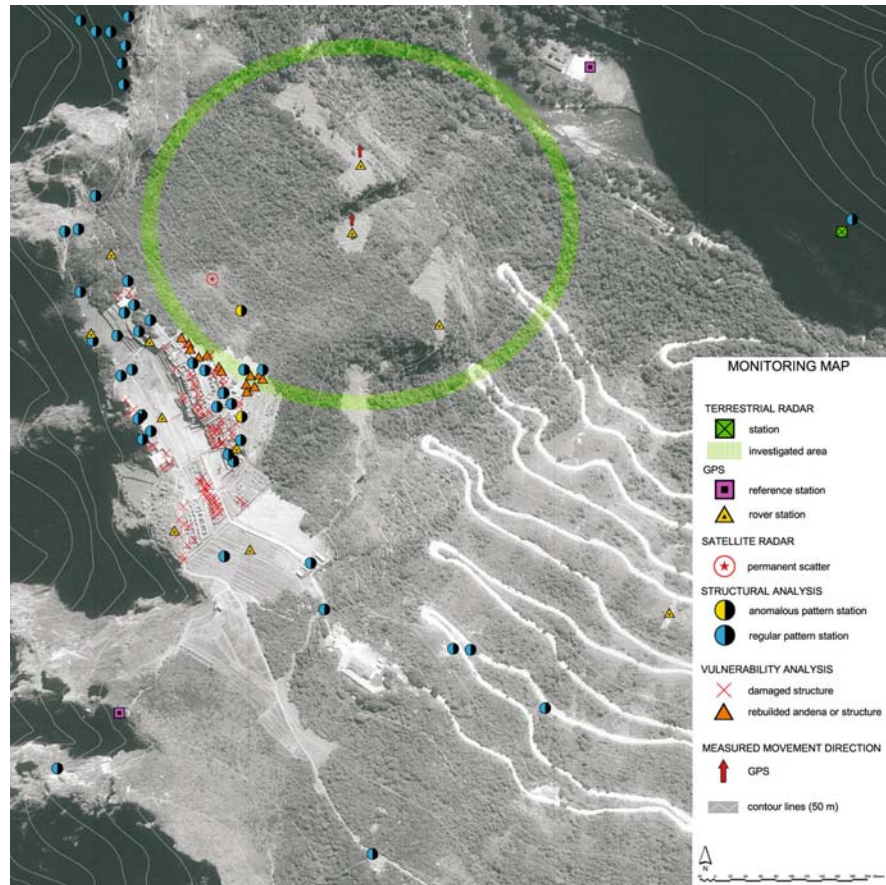 MONITORING MAP
TERRESTRIAL RADAR
station
investigated area
GPS
reference station
rover station
SATELLITE RADAR
permanent scatter
STRUCTURAL ANALYSIS
anomalous pattern station
regular pattern station
VULNERABILITY ANALYSIS
damaged structure
rebuilded andena or structure
MEASURED MOVEMENT DIRECTION
GPS
contour lines (50 m)
N